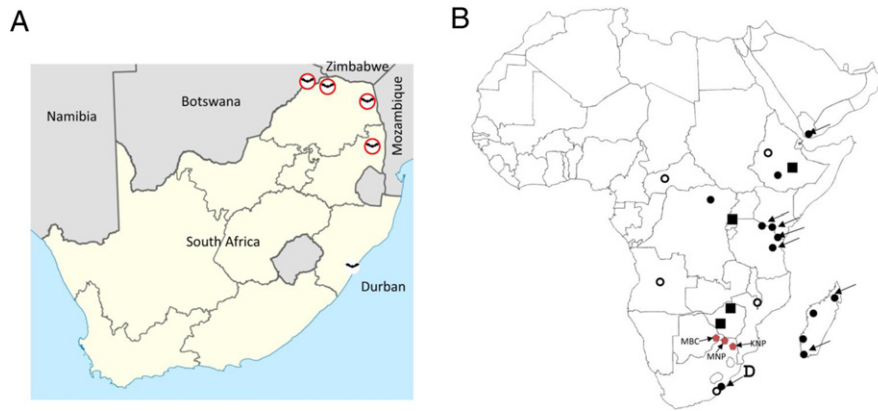 A
Zimbabwe
Botswana
Namibia
Mozambique
South Africa
Durban
B
MBC
MNP
KNP
D